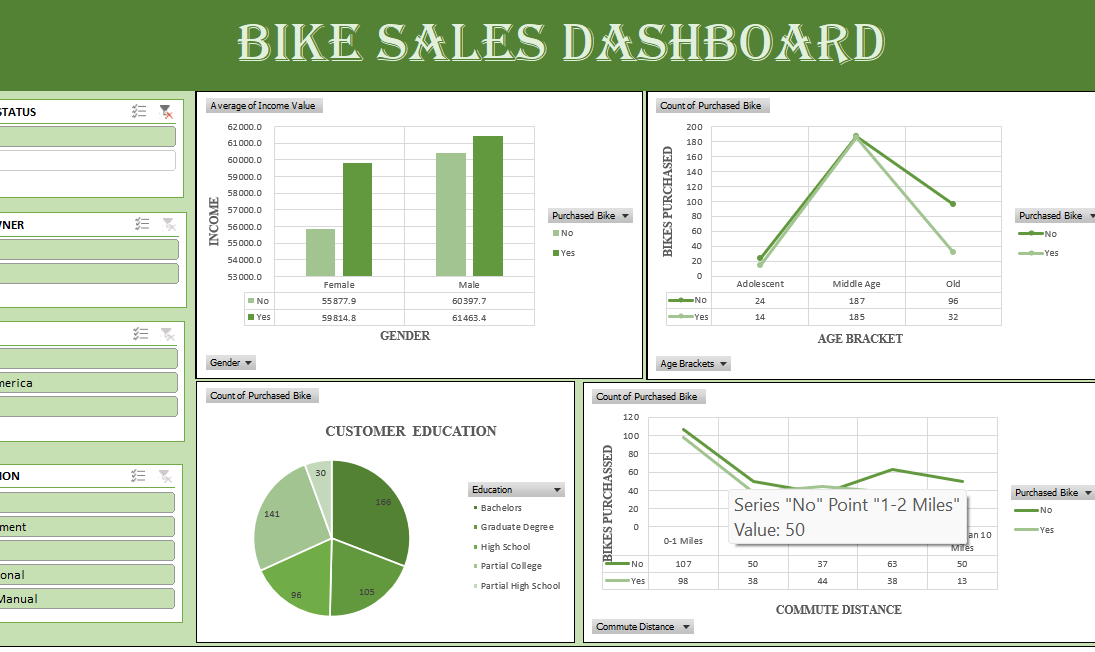 BIKE SALES DASHBOARD
STATUS
WNER
merica
ION
ment
onal
Manual
Average of Income Value
62000.0
61000.0
60000.0
59000.0
58000.0
57000.0
56000.0
55000.0
54000.0
53000.0
INCOME
Female Male
No 55877.9 60397.7
Yes 59814.8 61463.4
GENDER
Purchased Bike
No
Yes
Gender
Count of Purchased Bike
200
180
160
140
120
100
80
60
40
20
0
BIKES PURCHASED
Adolescent Middle Age Old
No 24 187 96
Yes 14 185 32
AGE BRACKET
Purchased Bike
No
Yes
Age Brackets
Count of Purchased Bike
CUSTOMER EDUCATION
30
166
141
105
96
Education
Bachelors
Graduate Degree
High School
Partial College
Partial High School
Count of Purchased Bike
120
100
80
60
40
20
0
BIKES PURCHASSED
Series "No" Point "1-2 Miles"
Value: 50
0-1 Miles
an 10
Miles
No 107 50 37 63 50
Yes 98 38 44 38 13
COMMUTE DISTANCE
Purchased Bike
No
Yes
Commute Distance